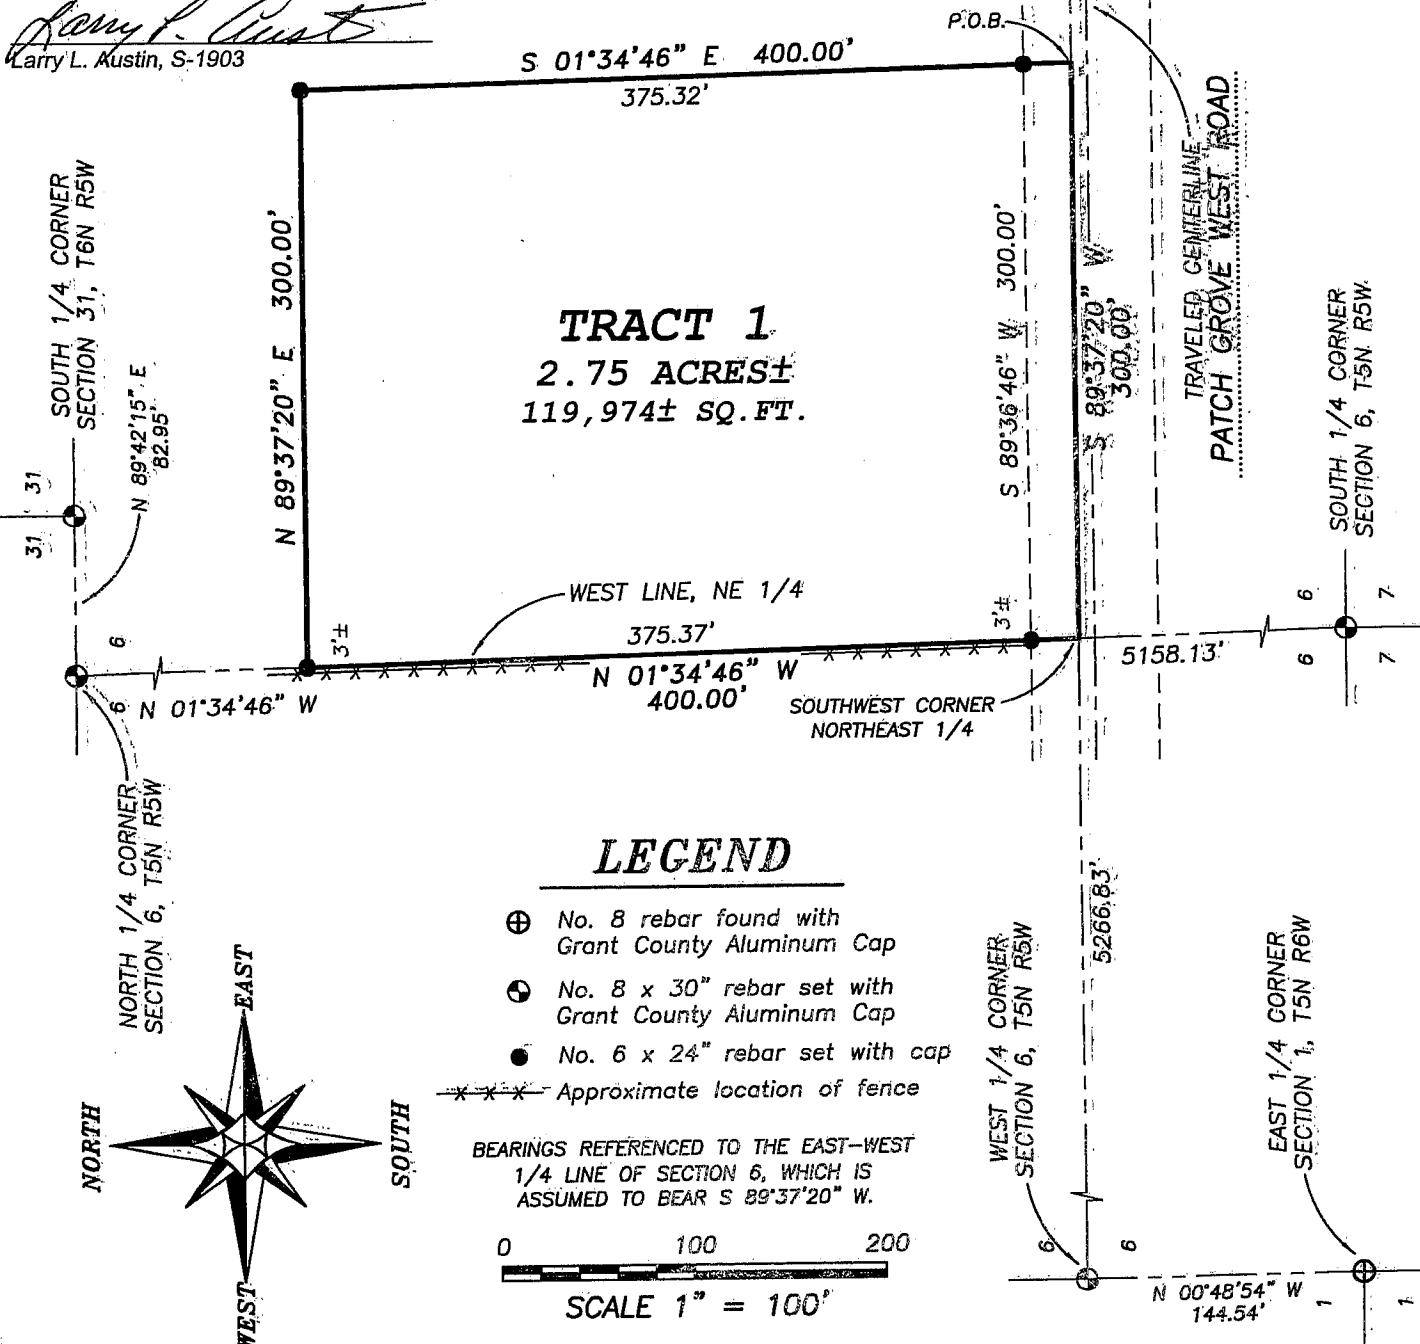 Larry L. Austin, S-1903
P.O.B.
S 01°34'46" E 400.00'
375.32'
SOUTH 1/4 CORNER
SECTION 31, T6N R5W
N 89°42'15" E
82.95'
31
31
N 89°37'20" E 300.00'
TRACT 1
2.75 ACRES±
119,974± SQ.FT.
S 89°36'46" W 300.00'
S 89°37'20" W
300.00'
TRAVELED CENTERLINE
PATCH GROVE WEST ROAD
SOUTH 1/4 CORNER
SECTION 6, T5N R5W
6
7
6
7
WEST LINE, NE 1/4
3'±
375.37'
3'±
N 01°34'46" W
400.00'
6
6
N 01°34'46" W
SOUTHWEST CORNER
NORTHEAST 1/4
5158.13'
NORTH 1/4 CORNER
SECTION 6, T5N R5W
LEGEND
No. 8 rebar found with
Grant County Aluminum Cap
No. 8 x 30" rebar set with
Grant County Aluminum Cap
No. 6 x 24" rebar set with cap
Approximate location of fence
BEARINGS REFERENCED TO THE EAST-WEST
1/4 LINE OF SECTION 6, WHICH IS
ASSUMED TO BEAR S 89°37'20" W.
0 100 200
SCALE 1" = 100'
EAST
NORTH
SOUTH
WEST
5266.83'
WEST 1/4 CORNER
SECTION 6, T5N R5W
EAST 1/4 CORNER
SECTION 1, T5N R6W
6
6
N 00°48'54" W
144.54'
1
1